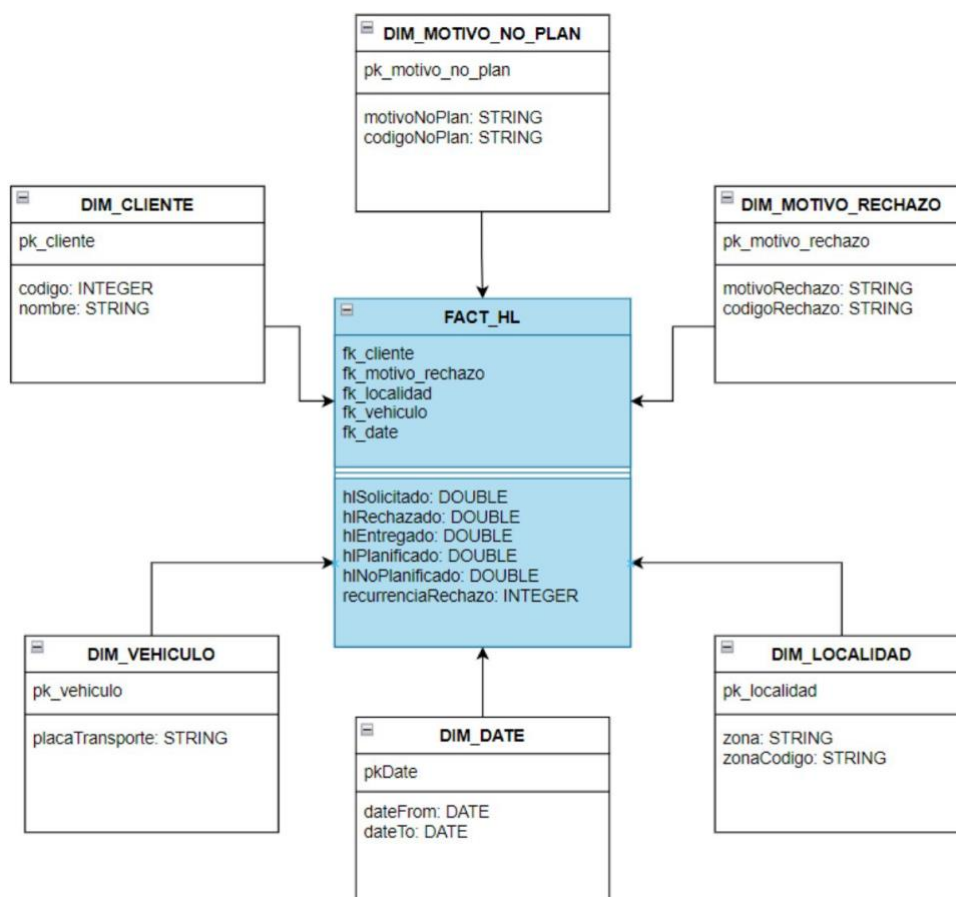 DIM_MOTIVO_NO_PLAN
pk_motivo_no_plan
motivoNoPlan: STRING
codigoNoPlan: STRING
DIM_CLIENTE
pk_cliente
codigo: INTEGER
nombre: STRING
DIM_MOTIVO_RECHAZO
pk_motivo_rechazo
motivoRechazo: STRING
codigoRechazo: STRING
FACT_HL
fk_cliente
fk_motivo_rechazo
fk_localidad
fk_vehiculo
fk_date
hlSolicitado: DOUBLE
hlRechazado: DOUBLE
hlEntregado: DOUBLE
hlPlanificado: DOUBLE
hlNoPlanificado: DOUBLE
recurrenciaRechazo: INTEGER
DIM_VEHICULO
pk_vehiculo
placaTransporte: STRING
DIM_DATE
pkDate
dateFrom: DATE
dateTo: DATE
DIM_LOCALIDAD
pk_localidad
zona: STRING
zonaCodigo: STRING